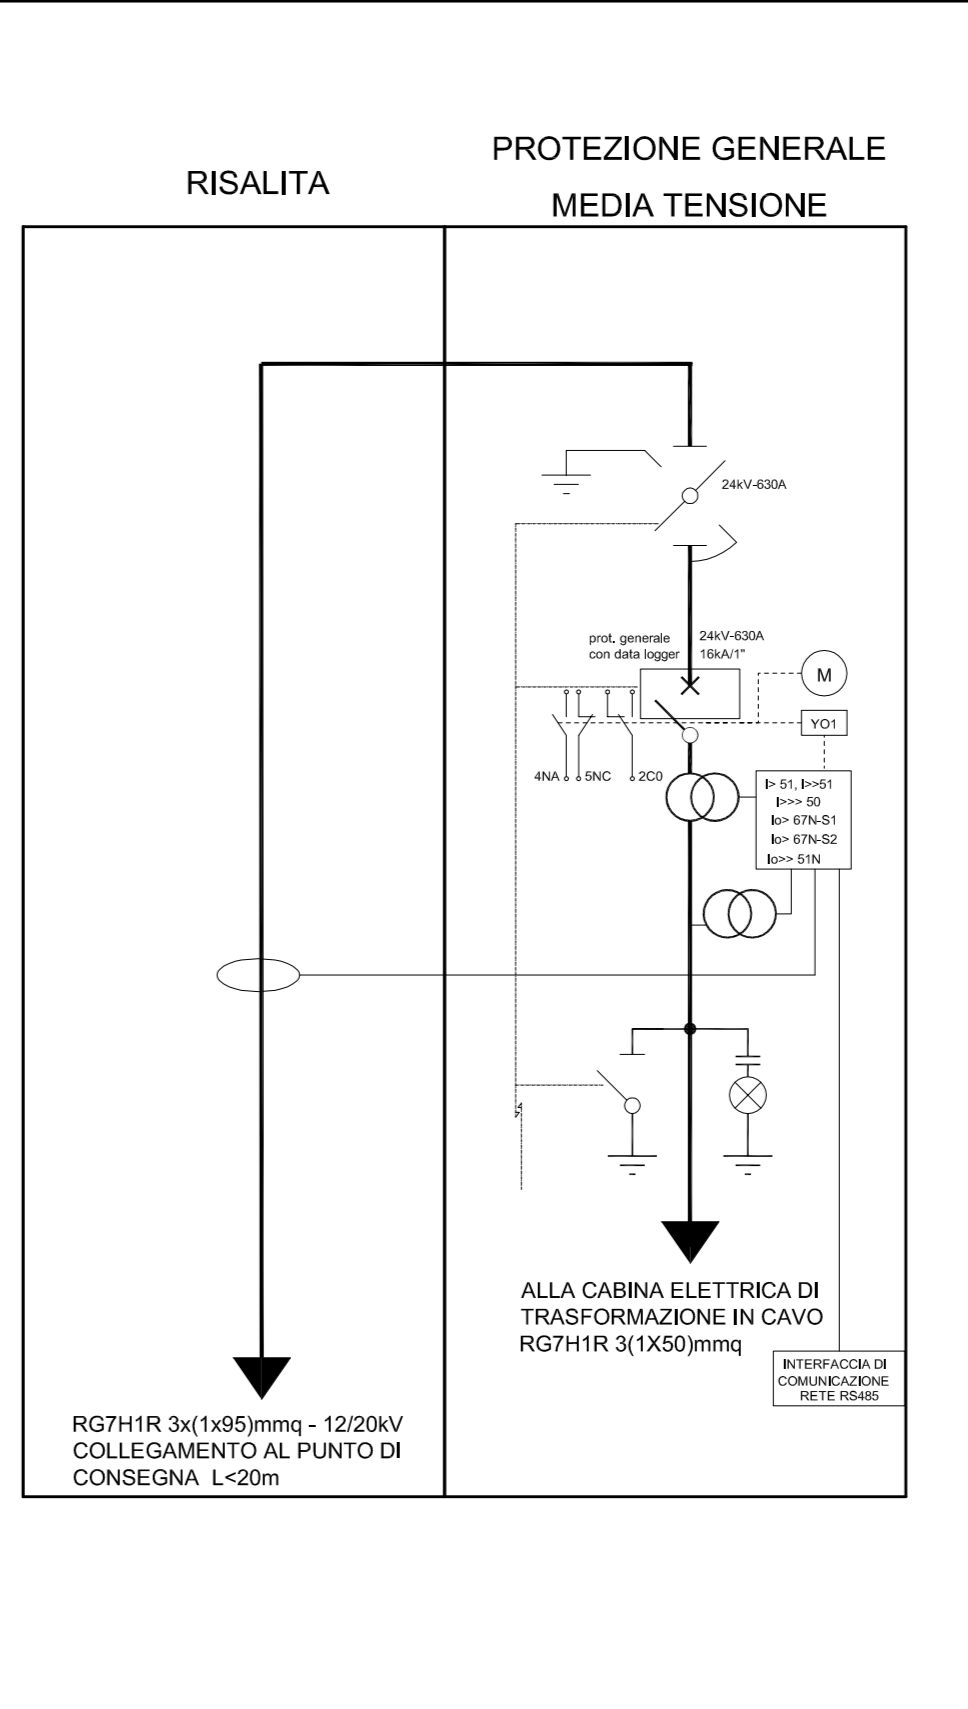 RISALITA
PROTEZIONE GENERALE
MEDIA TENSIONE
24kV-630A
prot. generale
con data logger
24kV-630A
16kA/1"
M
YO1
4NA
5NC
2C0
I> 51, I>>51
I>>> 50
Io> 67N-S1
Io> 67N-S2
Io>> 51N
ALLA CABINA ELETTRICA DI
TRASFORMAZIONE IN CAVO
RG7H1R 3(1X50)mmq
INTERFACCIA DI
COMUNICAZIONE
RETE RS485
RG7H1R 3x(1x95)mmq - 12/20kV
COLLEGAMENTO AL PUNTO DI
CONSEGNA L<20m